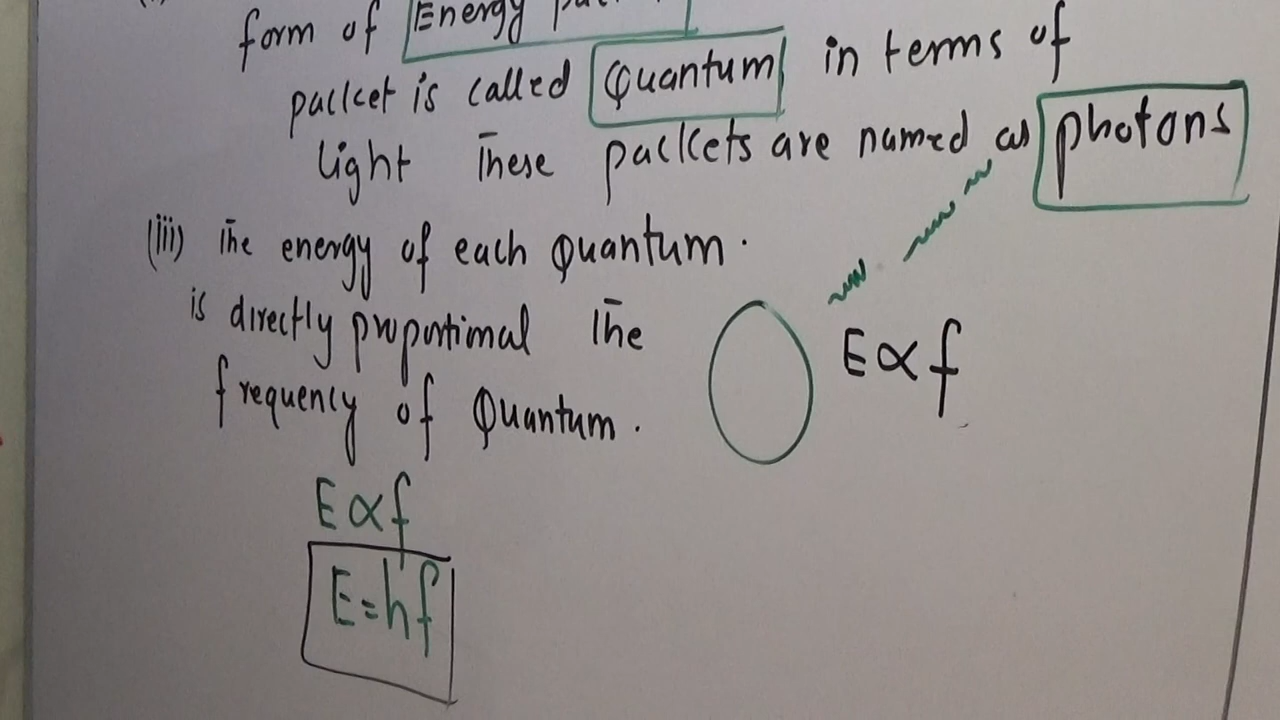 form of Energy
packet is called Quantum in terms of
light These packets are named as photons
(iii) The energy of each Quantum.
is directly proportional The
frequency of Quantum.
E ∝ f
E ∝ f
E = hf